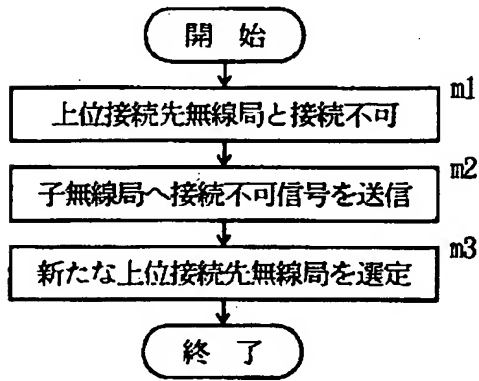 開 始
m1
上位接続先無線局と接続不可
m2
子無線局へ接続不可信号を送信
m3
新たな上位接続先無線局を選定
終 了